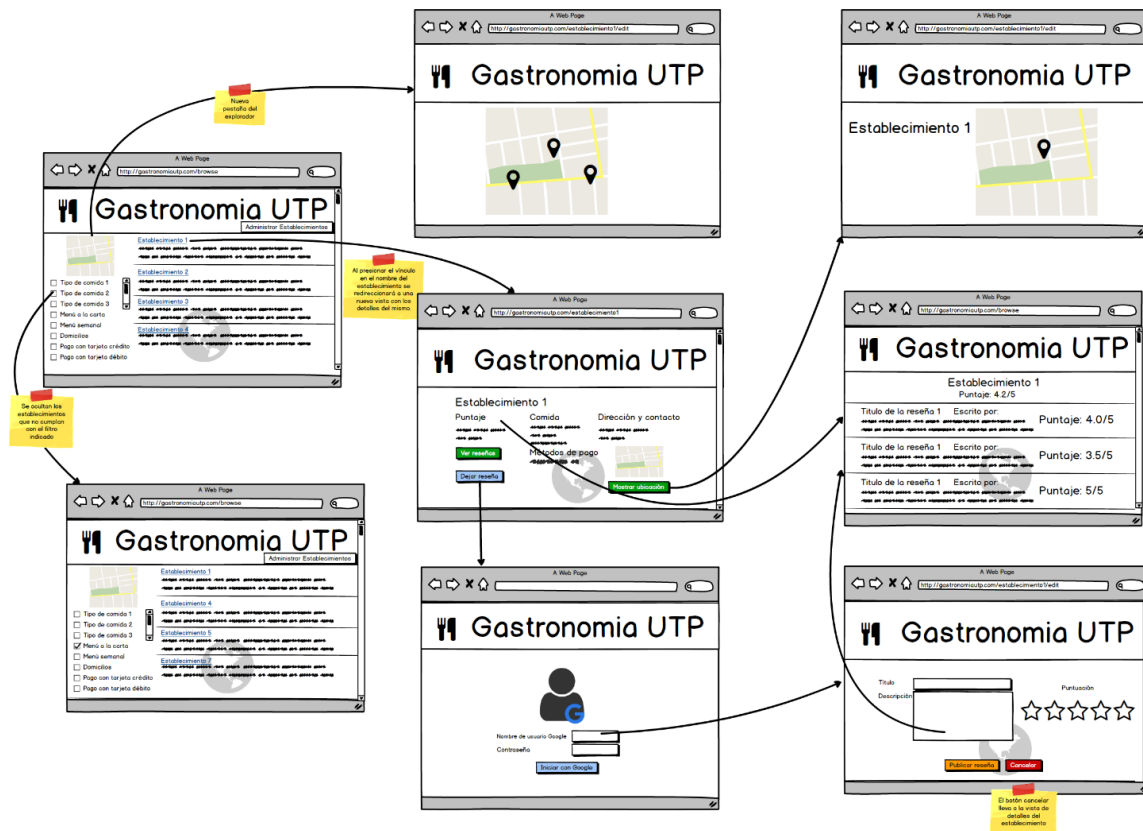 A Web Page
http://gastronomiautp.com/establecimiento1/edit
Gastronomia UTP
A Web Page
http://gastronomiautp.com/establecimiento1/edit
Gastronomia UTP
Establecimiento 1
Nueva
pestaña del
explorador
A Web Page
http://gastronomiautp.com/browse
Gastronomia UTP
Administrar Establecimientos
Establecimiento 1
Establecimiento 2
Establecimiento 3
Establecimiento 4
Tipo de comida 1
Tipo de comida 2
Tipo de comida 3
Menú a la carta
Menú semanal
Domicilios
Pago con tarjeta crédito
Pago con tarjeta débito
Al presionar el vínculo
en el nombre del
establecimiento se
redireccionará a una
nueva vista con los
detalles del mismo
Se ocultan los
establecimientos
que no cumplan
con el filtro
indicado
A Web Page
http://gastronomiautp.com/establecimiento1
Gastronomia UTP
Establecimiento 1
Puntaje
Comida
Dirección y contacto
Ver reseñas
Métodos de pago
Dejar reseña
Mostrar ubicación
A Web Page
http://gastronomiautp.com/browse
Gastronomia UTP
Establecimiento 1
Puntaje: 4.2/5
Titulo de la reseña 1 Escrito por:
Puntaje: 4.0/5
Titulo de la reseña 1 Escrito por:
Puntaje: 3.5/5
Titulo de la reseña 1 Escrito por:
Puntaje: 5/5
A Web Page
http://gastronomiautp.com/browse
Gastronomia UTP
Administrar Establecimientos
Establecimiento 1
Establecimiento 4
Establecimiento 5
Establecimiento 7
Tipo de comida 1
Tipo de comida 2
Tipo de comida 3
Menú a la carta
Menú semanal
Domicilios
Pago con tarjeta crédito
Pago con tarjeta débito
A Web Page
Gastronomia UTP
G
Nombre de usuario Google
Contraseña
Iniciar con Google
A Web Page
http://gastronomiautp.com/establecimiento1/edit
Gastronomia UTP
Título
Descripción
Puntuación
Publicar reseña
Cancelar
El botón cancelar
lleva a la vista de
detalles del
establecimiento